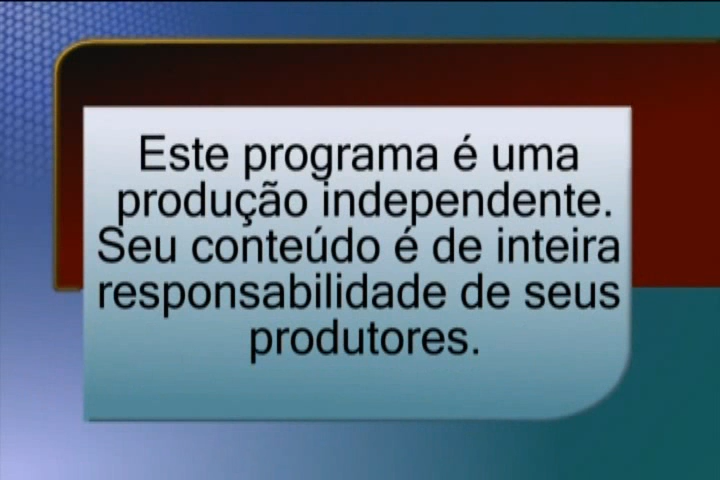 Este programa é uma
produção independente.
Seu conteúdo é de inteira
responsabilidade de seus
produtores.